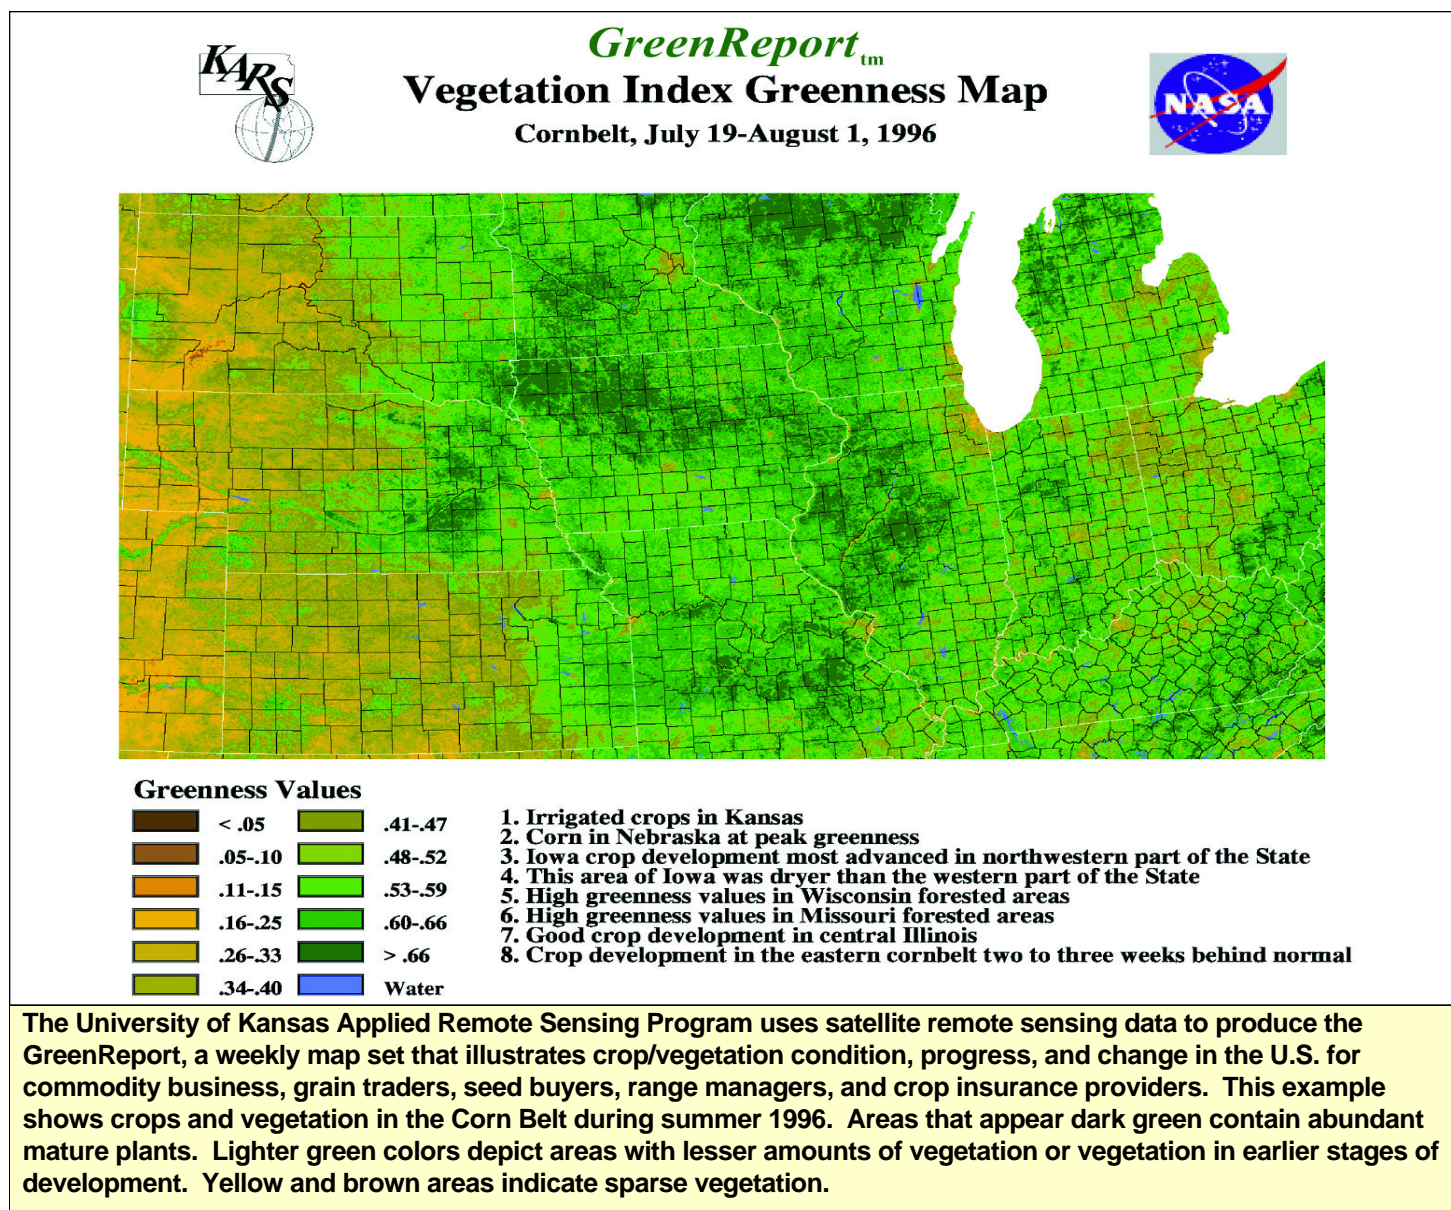 KARS
GreenReport tm
Vegetation Index Greenness Map
Cornbelt, July 19-August 1, 1996
NASA
Greenness Values
< .05
.05-.10
.11-.15
.16-.25
.26-.33
.34-.40
.41-.47
.48-.52
.53-.59
.60-.66
> .66
Water
1. Irrigated crops in Kansas
2. Corn in Nebraska at peak greenness
3. Iowa crop development most advanced in northwestern part of the State
4. This area of Iowa was dryer than the western part of the State
5. High greenness values in Wisconsin forested areas
6. High greenness values in Missouri forested areas
7. Good crop development in central Illinois
8. Crop development in the eastern cornbelt two to three weeks behind normal
The University of Kansas Applied Remote Sensing Program uses satellite remote sensing data to produce the
GreenReport, a weekly map set that illustrates crop/vegetation condition, progress, and change in the U.S. for
commodity business, grain traders, seed buyers, range managers, and crop insurance providers.  This example
shows crops and vegetation in the Corn Belt during summer 1996.  Areas that appear dark green contain abundant
mature plants.  Lighter green colors depict areas with lesser amounts of vegetation or vegetation in earlier stages of
development.  Yellow and brown areas indicate sparse vegetation.